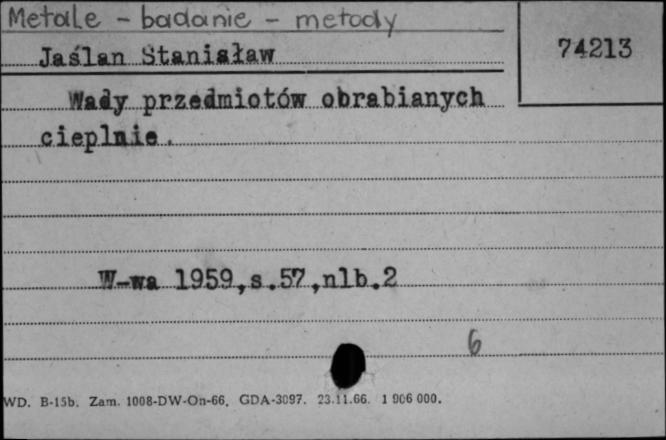 Metale - badanie - metody
Jaślan Stanisław
74213
Wady przedmiotów obrabianych
cieplnie.
W-wa 1959,s.57,nlb.2
6
WD. B-15b. Zam. 1008-DW-On-66. GDA-3097. 23.11.66. 1 906 000.